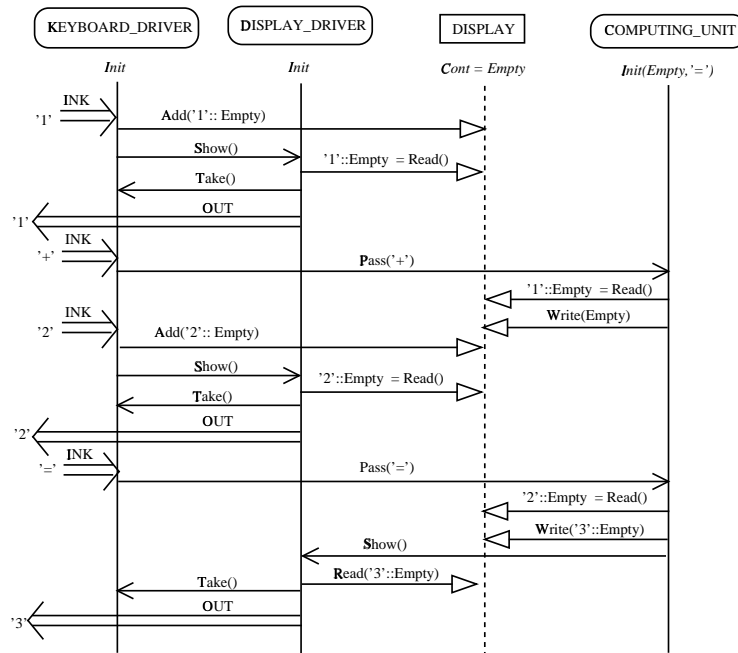 KEYBOARD_DRIVER DISPLAY_DRIVER DISPLAY COMPUTING_UNIT
Init Init Cont = Empty Init(Empty,'=')
INK
'1'
Add('1':: Empty)
Show()
'1'::Empty = Read()
Take()
OUT
'1'
INK
'+'
Pass('+')
'1'::Empty = Read()
INK
Write(Empty)
'2'
Add('2':: Empty)
Show()
'2'::Empty = Read()
Take()
OUT
'2'
INK
'='
Pass('=')
'2'::Empty = Read()
Write('3'::Empty)
Show()
Take()
Read('3'::Empty)
OUT
'3'